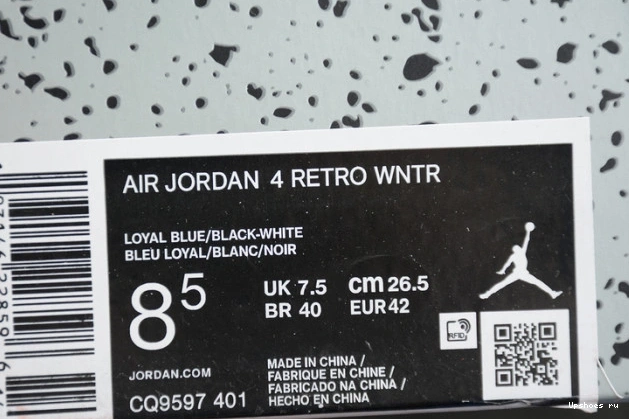 AIR JORDAN 4 RETRO WNTR
LOYAL BLUE/BLACK-WHITE
BLEU LOYAL/BLANC/NOIR
8 5
UK 7.5 cm 26.5
BR 40 EUR 42
RFID
JORDAN.COM
CQ9597 401
MADE IN CHINA /
FABRIQUE EN CHINE /
FABRICADO NA CHINA /
HECHO EN CHINA
Upshoes ru